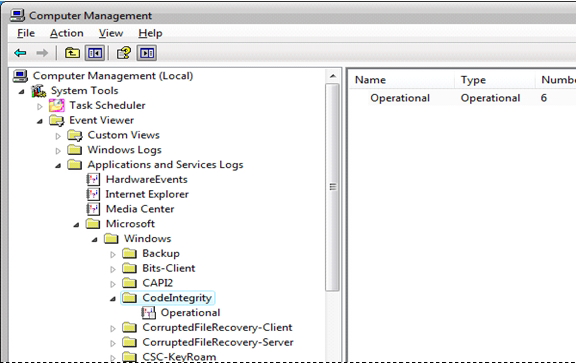 Computer Management
File Action View Help
Computer Management (Local)
System Tools
Task Scheduler
Event Viewer
Custom Views
Windows Logs
Applications and Services Logs
HardwareEvents
Internet Explorer
Media Center
Microsoft
Windows
Backup
Bits-Client
CAPI2
CodeIntegrity
Operational
CorruptedFileRecovery-Client
CorruptedFileRecovery-Server
CSC-KeyRoam
Name Type Numbe
Operational Operational 6